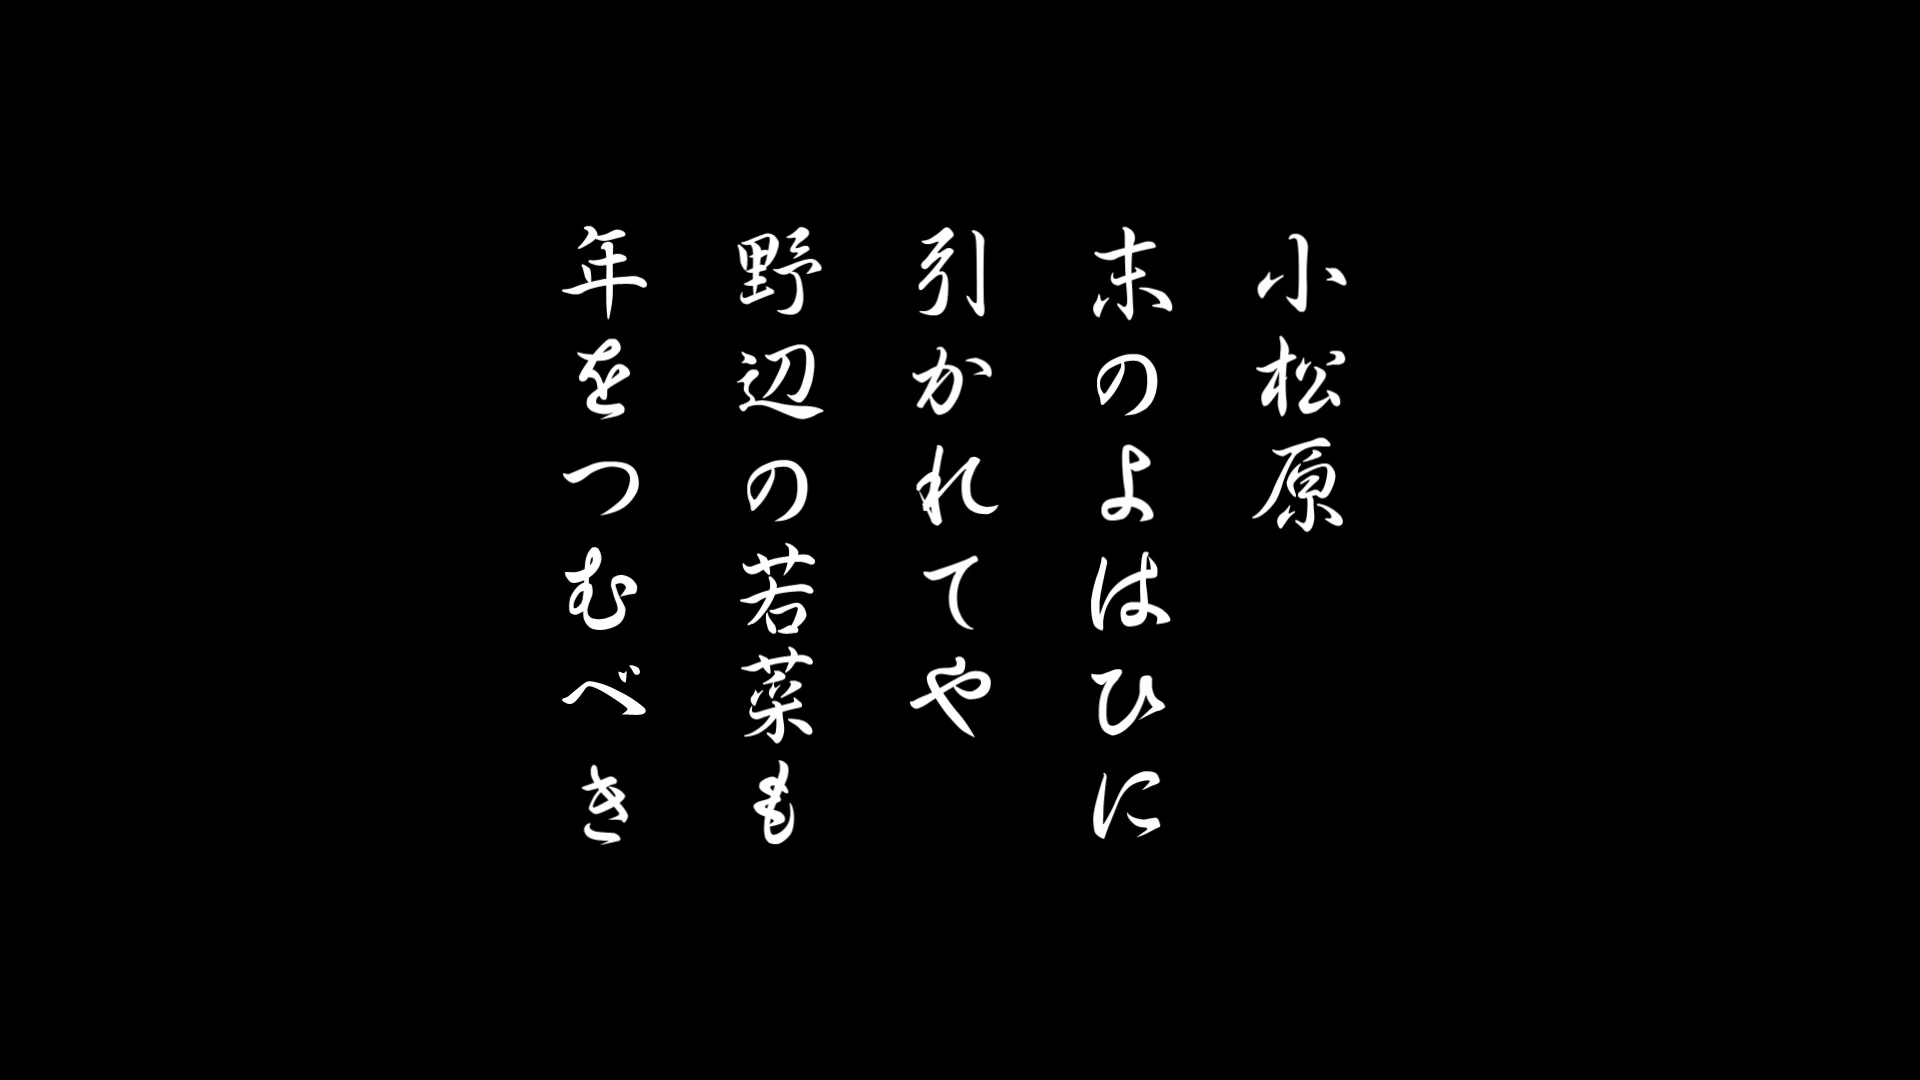 小松原
末のよはひに
引かれてや
野辺の若菜も
年をつむべき